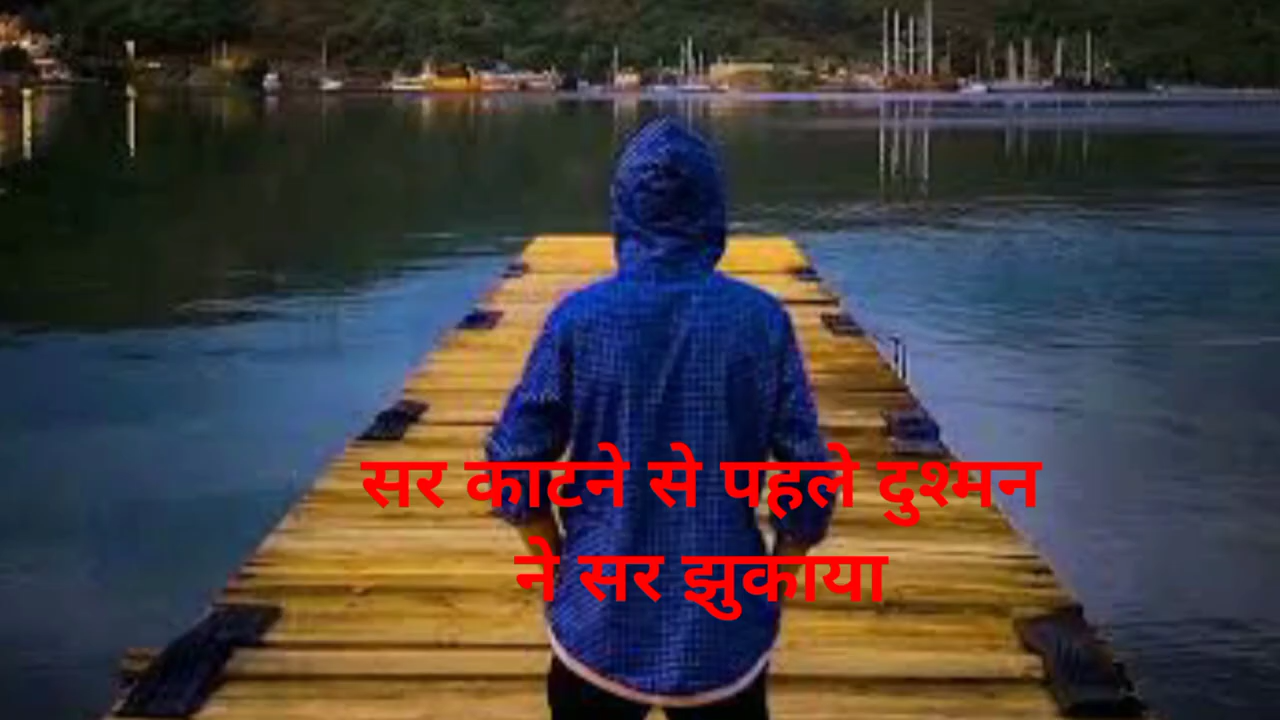 सर काटने से पहले दुश्मन
ने सर झुकाया